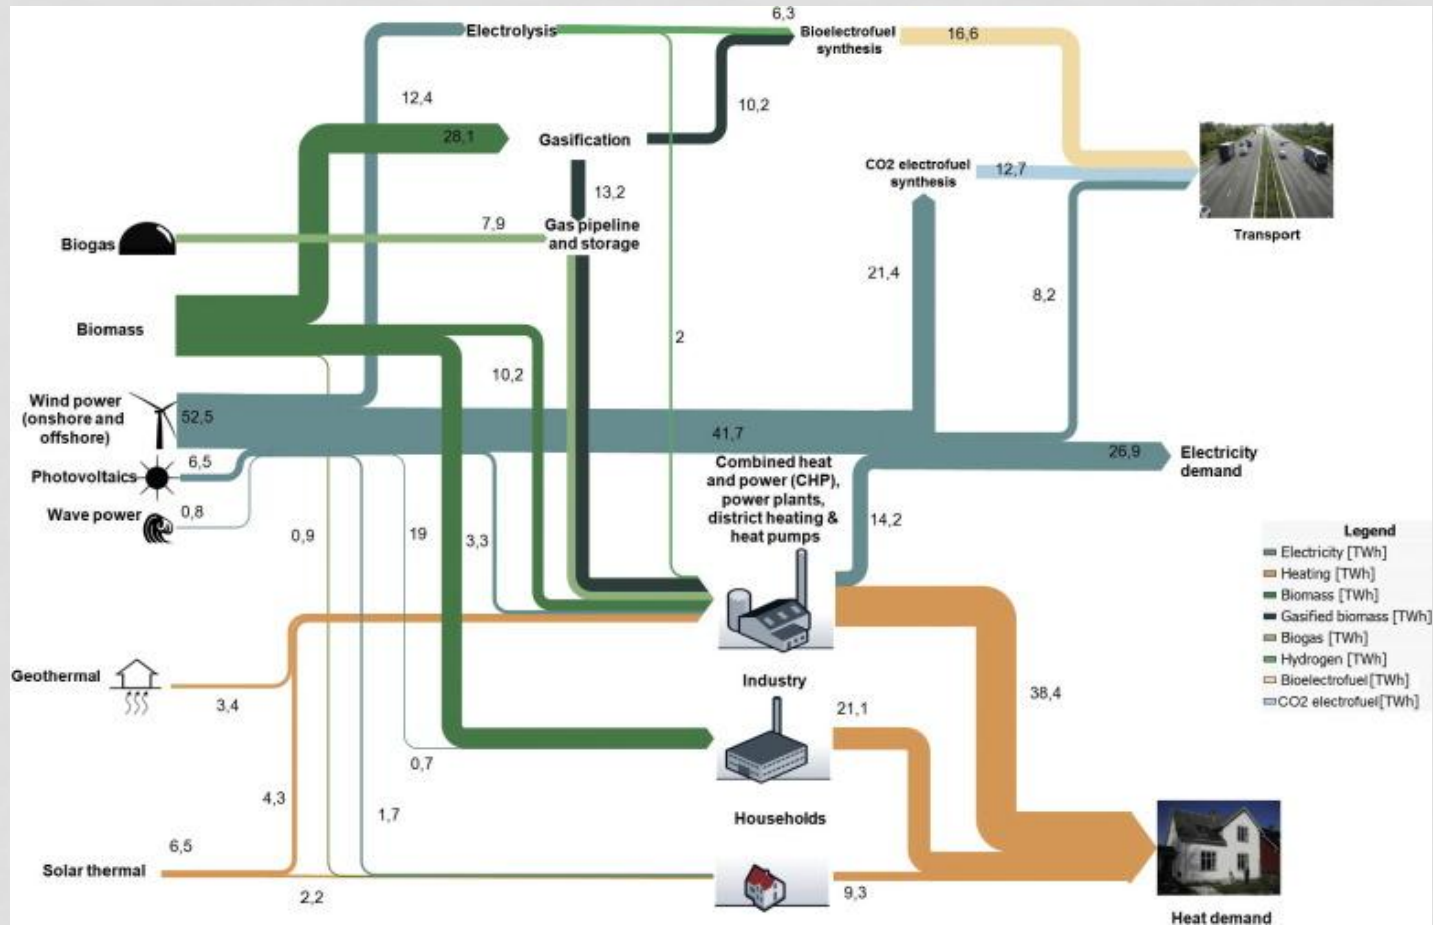 6,3
Electrolysis
Bioelectrofuel
synthesis
16,6
12,4
10,2
28,1
Gasification
CO2 electrofuel
synthesis
12,7
13,2
7,9
Gas pipeline
and storage
Biogas
Transport
21,4
8,2
Biomass
2
10,2
Wind power
(onshore and
offshore)
52,5
41,7
26,9
Electricity
demand
Combined heat
and power (CHP),
power plants,
district heating &
heat pumps
6,5
Photovoltaics
Wave power
0,8
0,9
19
3,3
14,2
Legend
Electricity [TWh]
Heating [TWh]
Biomass [TWh]
Gasified biomass [TWh]
Biogas [TWh]
Hydrogen [TWh]
Bioelectrofuel [TWh]
CO2 electrofuel[TWh]
Geothermal
3,4
Industry
38,4
21,1
0,7
4,3
1,7
Households
6,5
Solar thermal
2,2
9,3
Heat demand